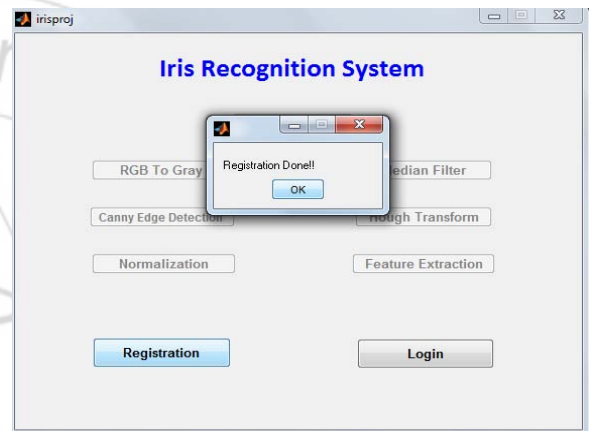 irisproj
Iris Recognition System
Registration Done!!
OK
RGB To Gray
Median Filter
Canny Edge Detection
Hough Transform
Normalization
Feature Extraction
Registration
Login